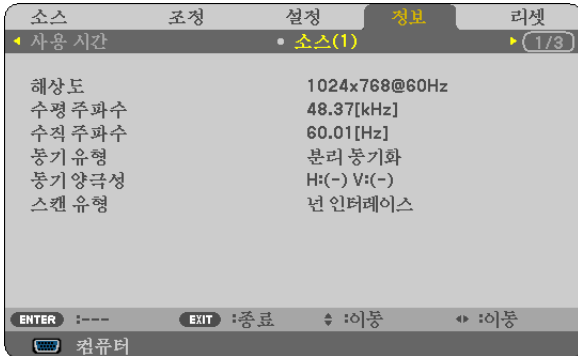 소스 조정 설정 정보 리셋
사용 시간 소스(1) 1/3
해상도 1024x768@60Hz
수평 주파수 48.37[kHz]
수직 주파수 60.01[Hz]
동기 유형 분리 동기화
동기 양극성 H:(-) V:(-)
스캔 유형 넌 인터레이스
ENTER :--- EXIT :종료 :이동 :이동
컴퓨터